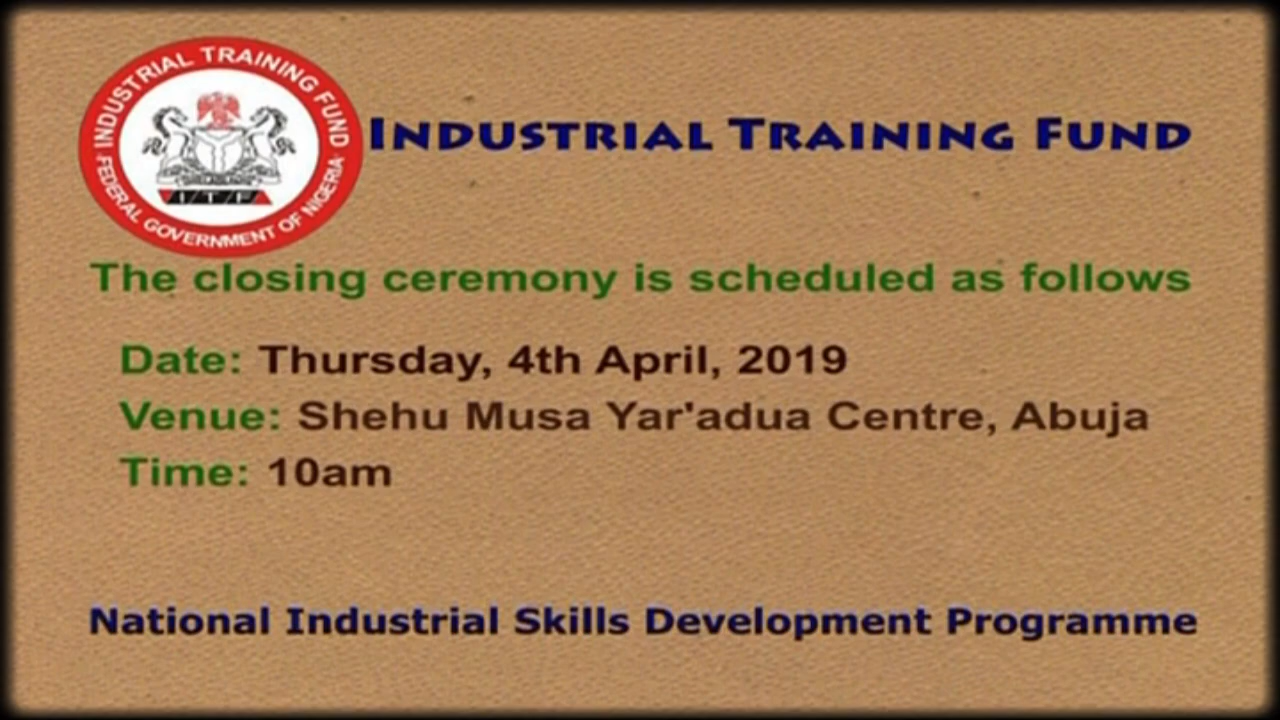 INDUSTRIAL TRAINING FUND
FEDERAL GOVERNMENT OF NIGERIA
ITF
INDUSTRIAL TRAINING FUND
The closing ceremony is scheduled as follows
Date: Thursday, 4th April, 2019
Venue: Shehu Musa Yar'adua Centre, Abuja
Time: 10am
National Industrial Skills Development Programme